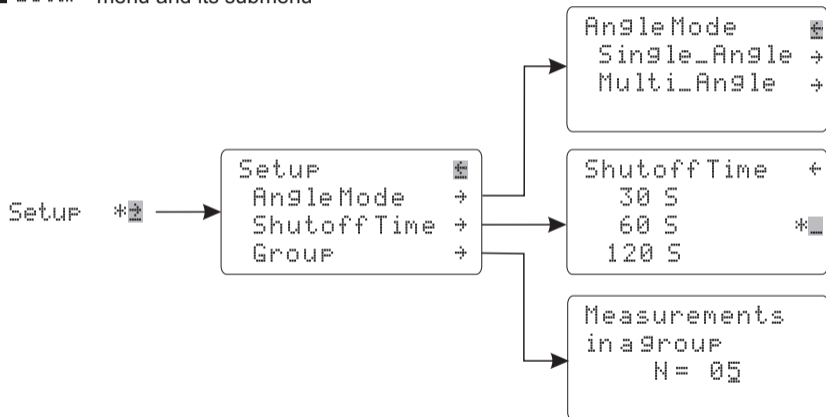 menu and its submenu
Setup *→
Setup ←
AngleMode →
ShutoffTime →
Group →
AngleMode ←
Single_Angle →
Multi_Angle →
ShutoffTime ←
30 S
60 S *_
120 S
Measurements
in a group
N = 05